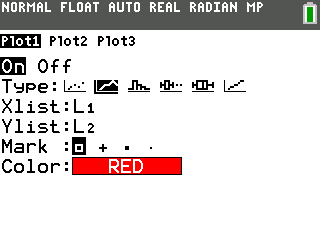 NORMAL FLOAT AUTO REAL RADIAN MP
Plot1 Plot2 Plot3
On Off
Type:
Xlist:L₁
Ylist:L₂
Mark :
Color: RED